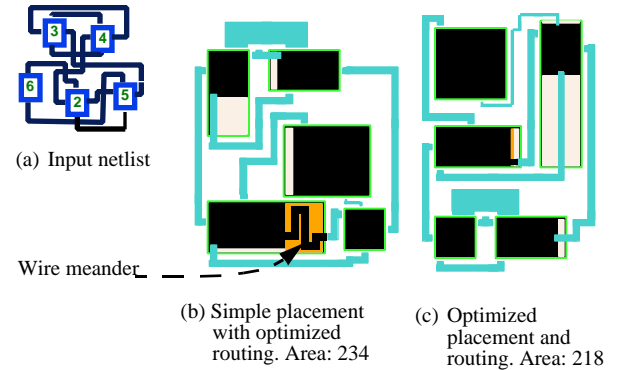 3
4
6
2
5
(a) Input netlist
Wire meander
(b) Simple placement
with optimized
routing. Area: 234
(c) Optimized
placement and
routing. Area: 218